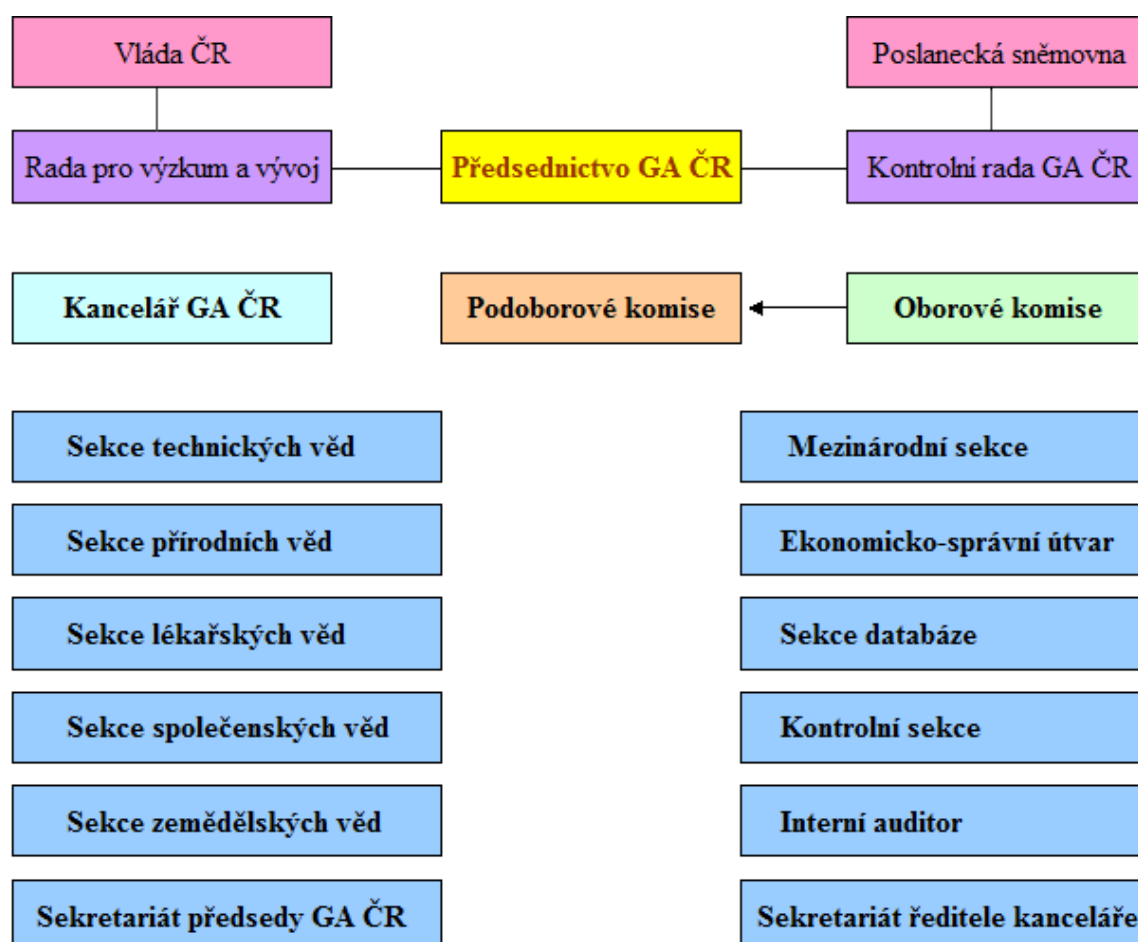 Vláda ČR
Poslanecká sněmovna
Rada pro výzkum a vývoj
Předsednictvo GA ČR
Kontrolní rada GA ČR
Kancelář GA ČR
Podoborové komise
Oborové komise
Sekce technických věd
Mezinárodní sekce
Sekce přírodních věd
Ekonomicko-správní útvar
Sekce lékařských věd
Sekce databáze
Sekce společenských věd
Kontrolní sekce
Sekce zemědělských věd
Interní auditor
Sekretariát předsedy GA ČR
Sekretariát ředitele kanceláře